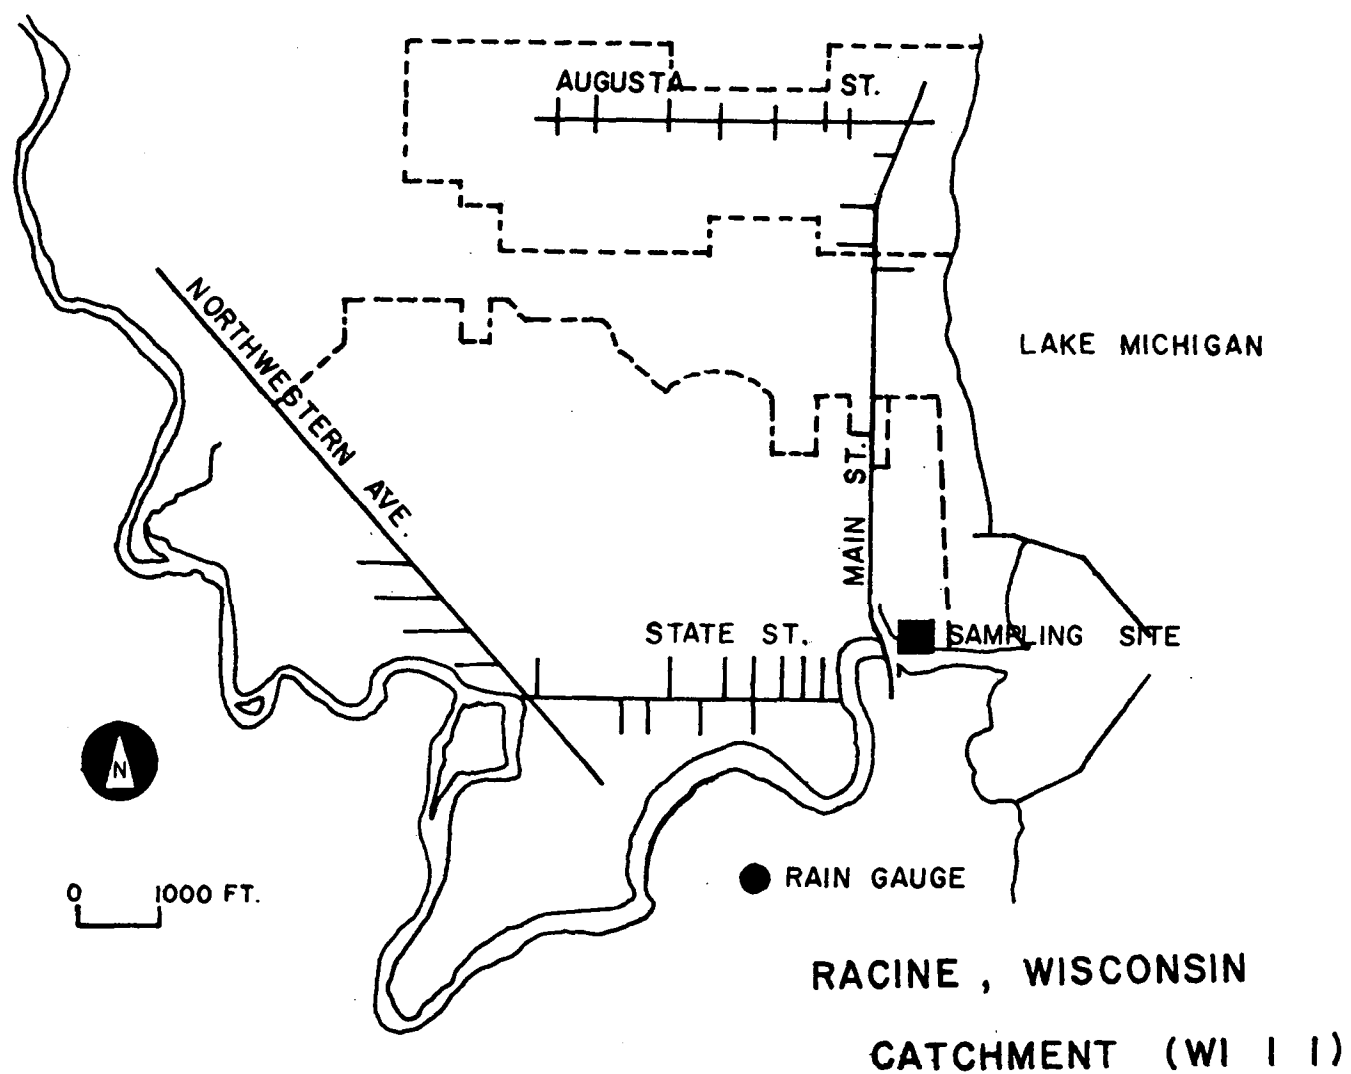 AUGUSTA ST.
NORTHWESTERN AVE.
LAKE MICHIGAN
MAIN ST.
STATE ST.
SAMPLING SITE
N
0 1000 FT.
RAIN GAUGE
RACINE, WISCONSIN
CATCHMENT (WI 1 1)